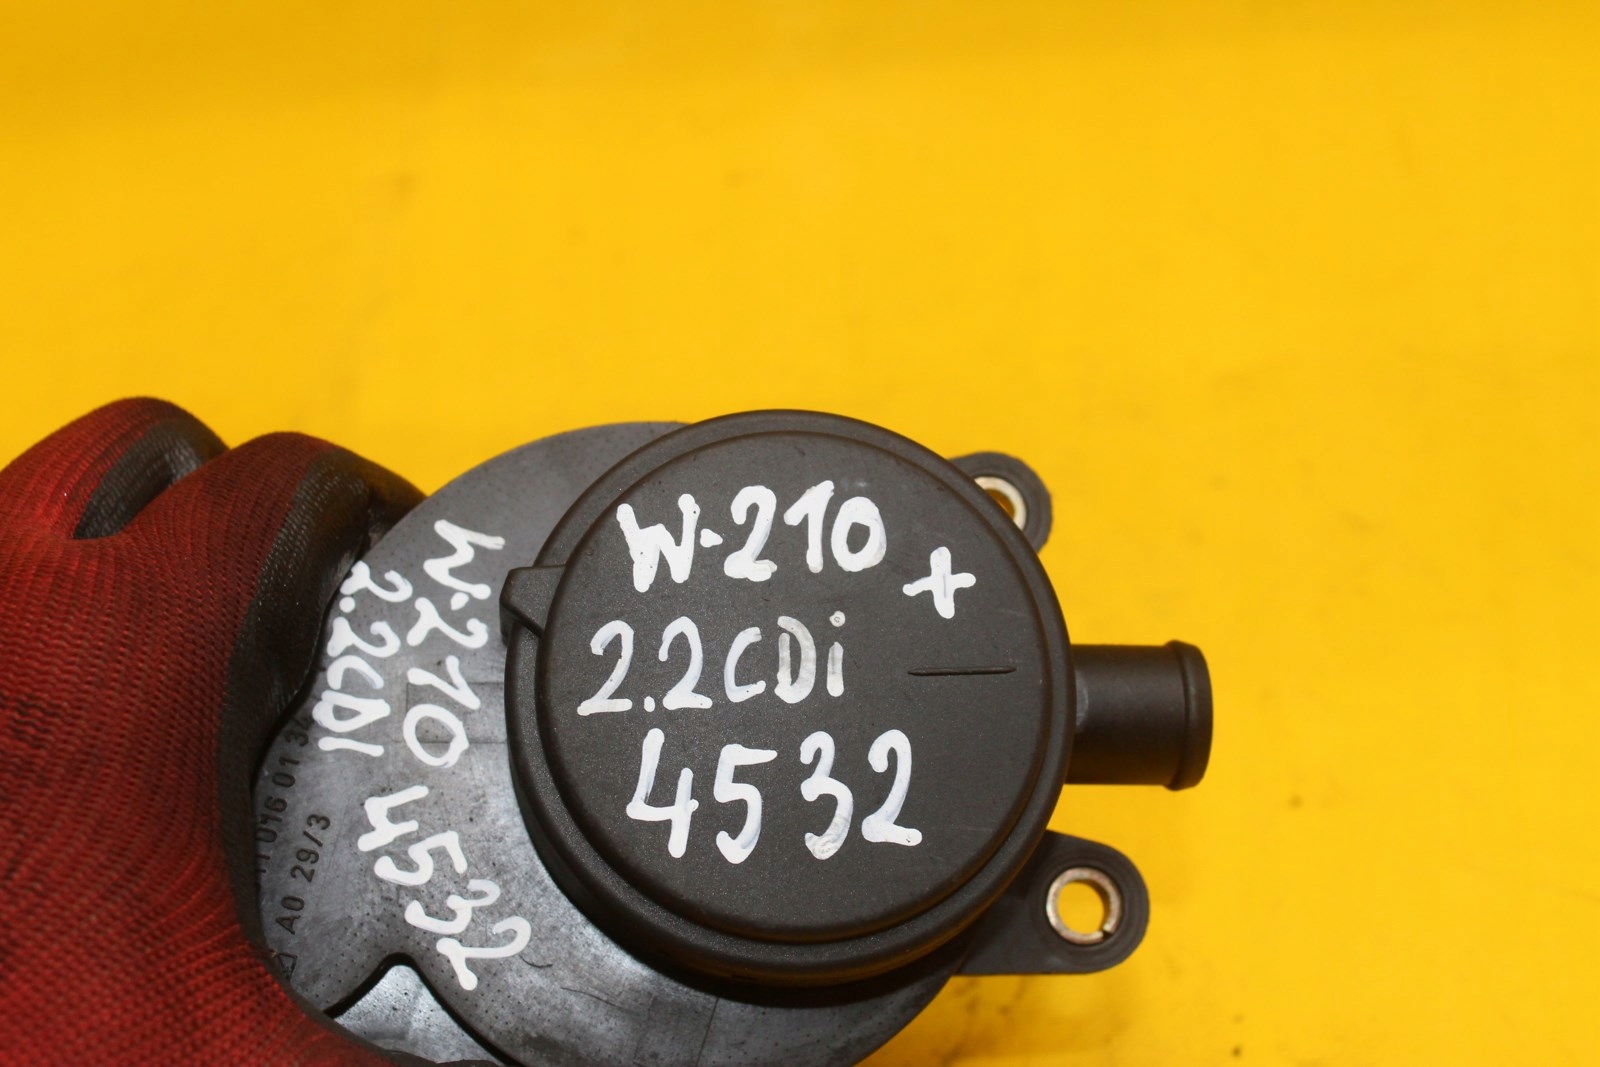 W-210
+
2.2CDi
4532
W-210 4532
2.2CDI
A0 29/3